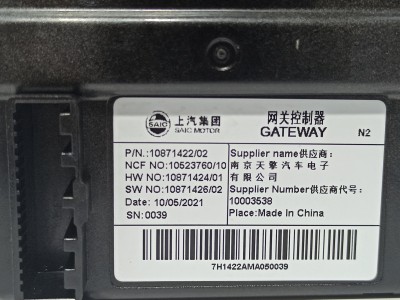 SAIC
上汽集团
SAIC MOTOR
网关控制器
GATEWAY
N2
P/N.:10871422/02
NCF NO:10523760/10
HW NO:10871424/01
SW NO:10871426/02
Date: 10/05/2021
SN:0039
Supplier name供应商:
南京天擎汽车电子
有限公司
Supplier Number供应商代号:
10003538
Place:Made In China
7H1422AMA050039